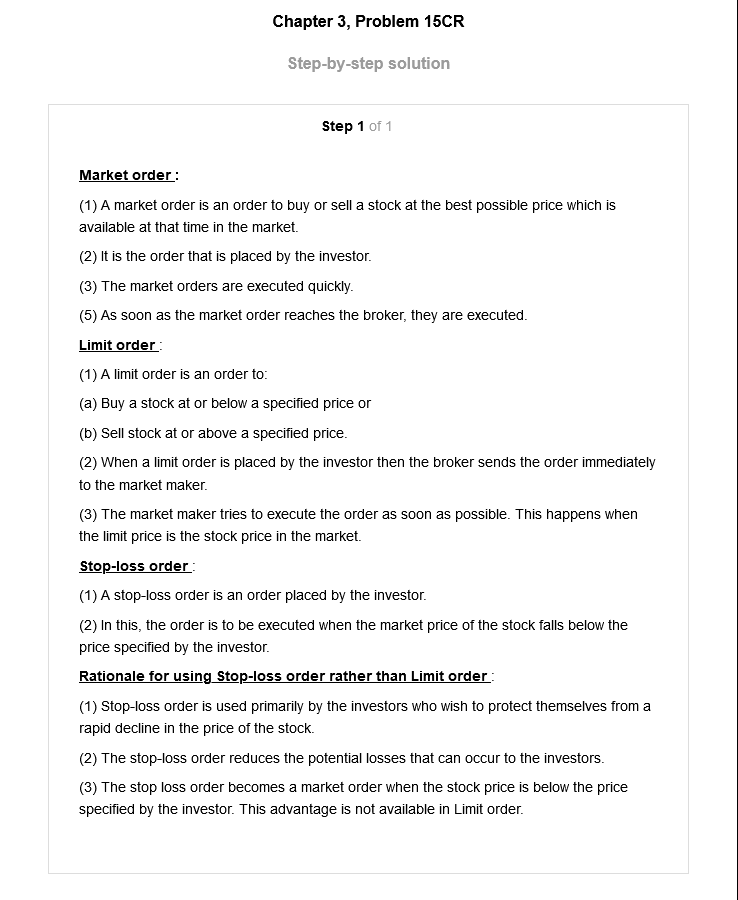 Chapter 3, Problem 15CR
Step-by-step solution
Step 1 of 1
Market order :
(1) A market order is an order to buy or sell a stock at the best possible price which is
available at that time in the market.
(2) It is the order that is placed by the investor.
(3) The market orders are executed quickly.
(5) As soon as the market order reaches the broker, they are executed.
Limit order :
(1) A limit order is an order to:
(a) Buy a stock at or below a specified price or
(b) Sell stock at or above a specified price.
(2) When a limit order is placed by the investor then the broker sends the order immediately
to the market maker.
(3) The market maker tries to execute the order as soon as possible. This happens when
the limit price is the stock price in the market.
Stop-loss order :
(1) A stop-loss order is an order placed by the investor.
(2) In this, the order is to be executed when the market price of the stock falls below the
price specified by the investor.
Rationale for using Stop-loss order rather than Limit order :
(1) Stop-loss order is used primarily by the investors who wish to protect themselves from a
rapid decline in the price of the stock.
(2) The stop-loss order reduces the potential losses that can occur to the investors.
(3) The stop loss order becomes a market order when the stock price is below the price
specified by the investor. This advantage is not available in Limit order.